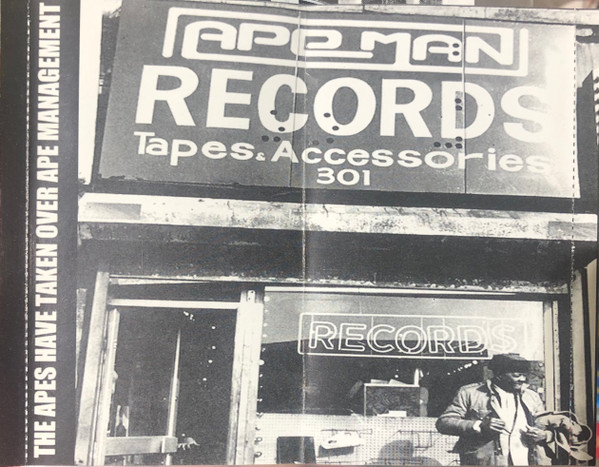 THE APES HAVE TAKEN OVER APE MANAGEMENT
APE MAN
RECORDS
Tapes & Accessories
301
RECORDS